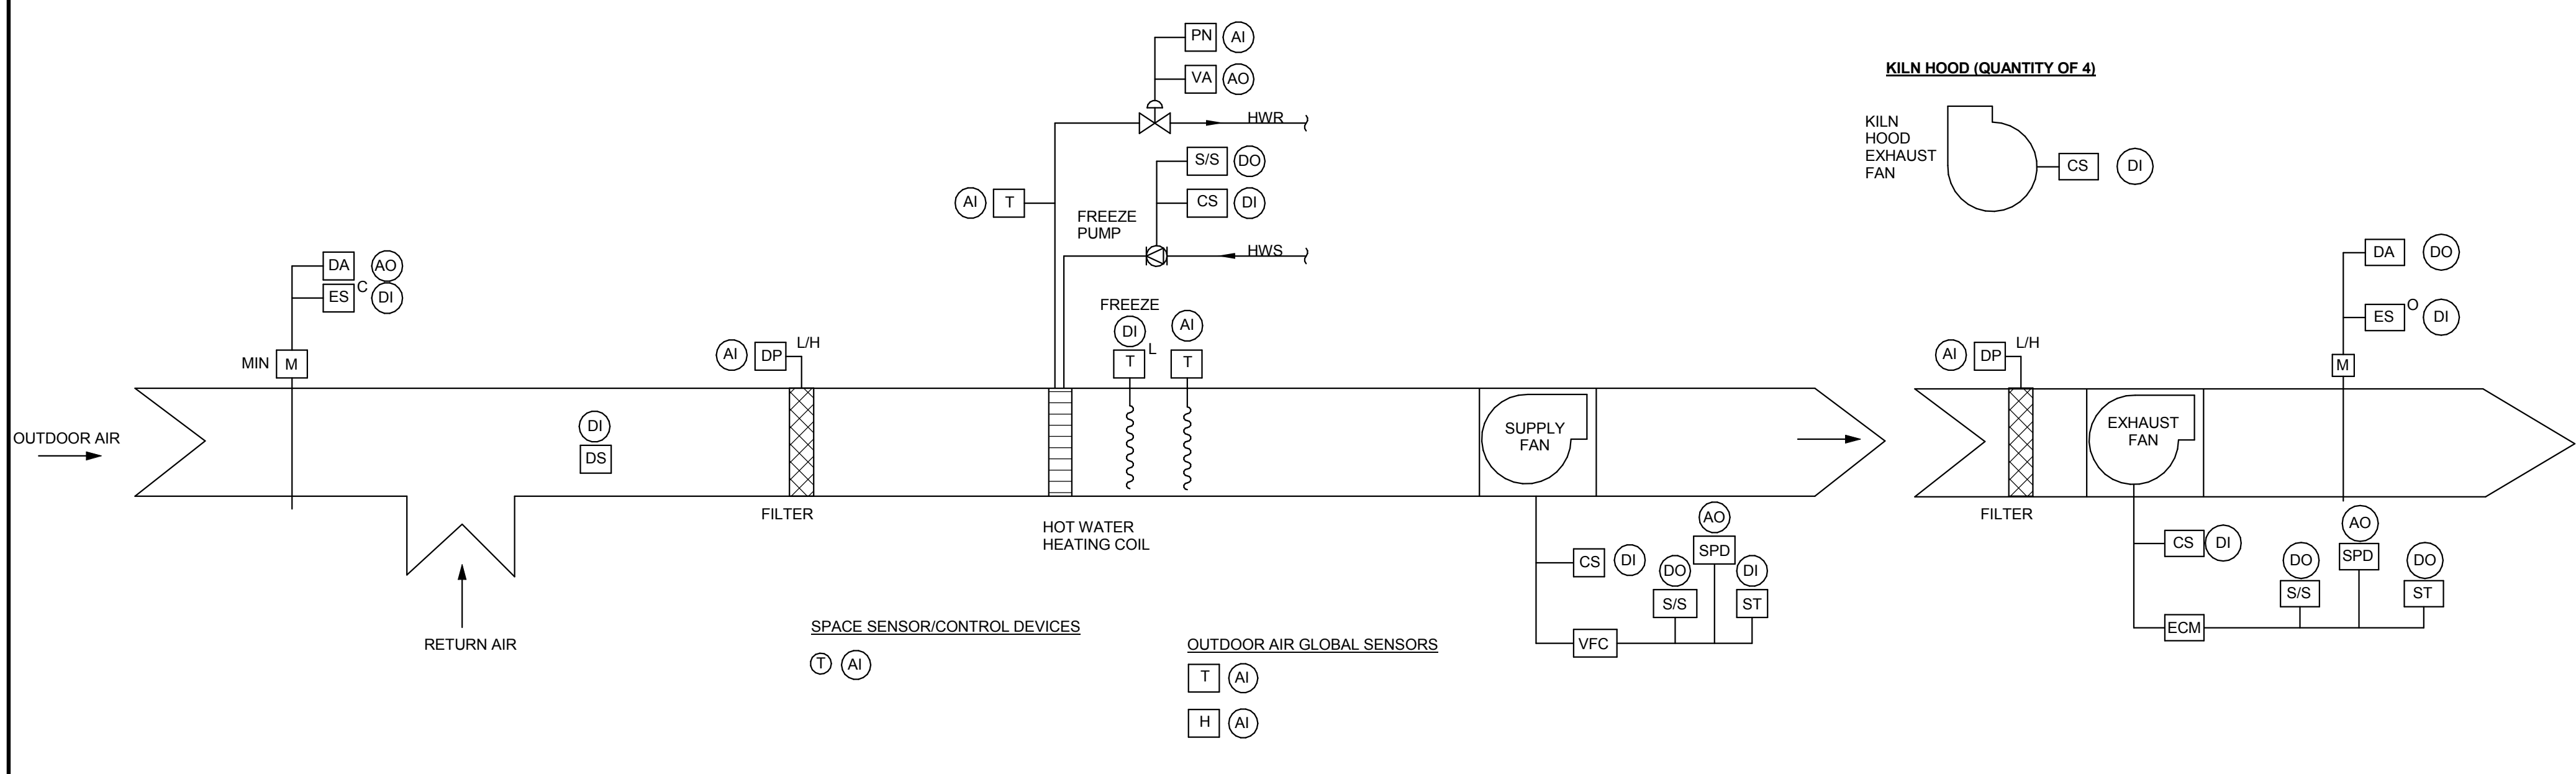 PN AI
VA AO
HWR
S/S DO
AI T
CS DI
FREEZE
PUMP
HWS
KILN HOOD (QUANTITY OF 4)
KILN
HOOD
EXHAUST
FAN
CS DI
DA AO
ES C DI
MIN M
AI DP L/H
FREEZE
DI
T L
AI
T
OUTDOOR AIR
DI
DS
FILTER
HOT WATER
HEATING COIL
SUPPLY
FAN
RETURN AIR
SPACE SENSOR/CONTROL DEVICES
T AI
OUTDOOR AIR GLOBAL SENSORS
T AI
H AI
CS DI
DO
S/S
AO
SPD
DI
ST
VFC
DA DO
ES O DI
M
AI DP L/H
EXHAUST
FAN
FILTER
CS DI
DO
S/S
AO
SPD
DO
ST
ECM